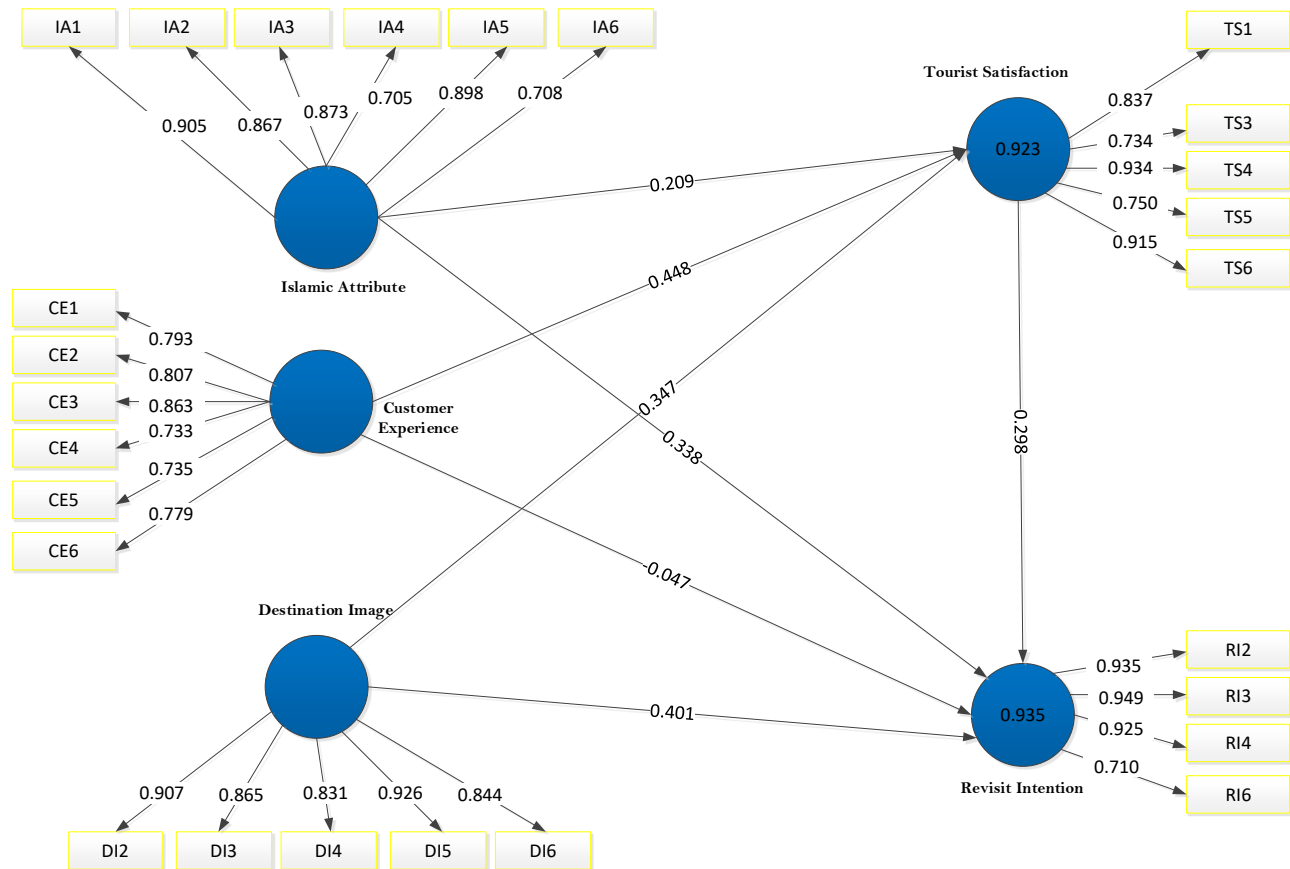 IA1
IA2
IA3
IA4
IA5
IA6
0.905
0.867
0.873
0.705
0.898
0.708
Islamic Attribute
Tourist Satisfaction
0.923
TS1
TS3
TS4
TS5
TS6
0.837
0.734
0.934
0.750
0.915
0.209
0.448
0.347
0.338
0.298
-0.047
0.401
CE1
CE2
CE3
CE4
CE5
CE6
0.793
0.807
0.863
0.733
0.735
0.779
Customer
Experience
Destination Image
0.907
0.865
0.831
0.926
0.844
DI2
DI3
DI4
DI5
DI6
0.935
Revisit Intention
0.935
0.949
0.925
0.710
RI2
RI3
RI4
RI6